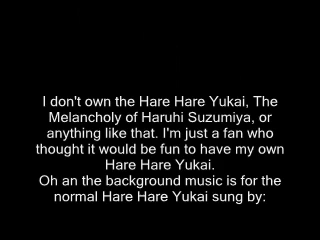 I don't own the Hare Hare Yukai, The
Melancholy of Haruhi Suzumiya, or
anything like that. I'm just a fan who
thought it would be fun to have my own
Hare Hare Yukai.
Oh an the background music is for the
normal Hare Hare Yukai sung by: